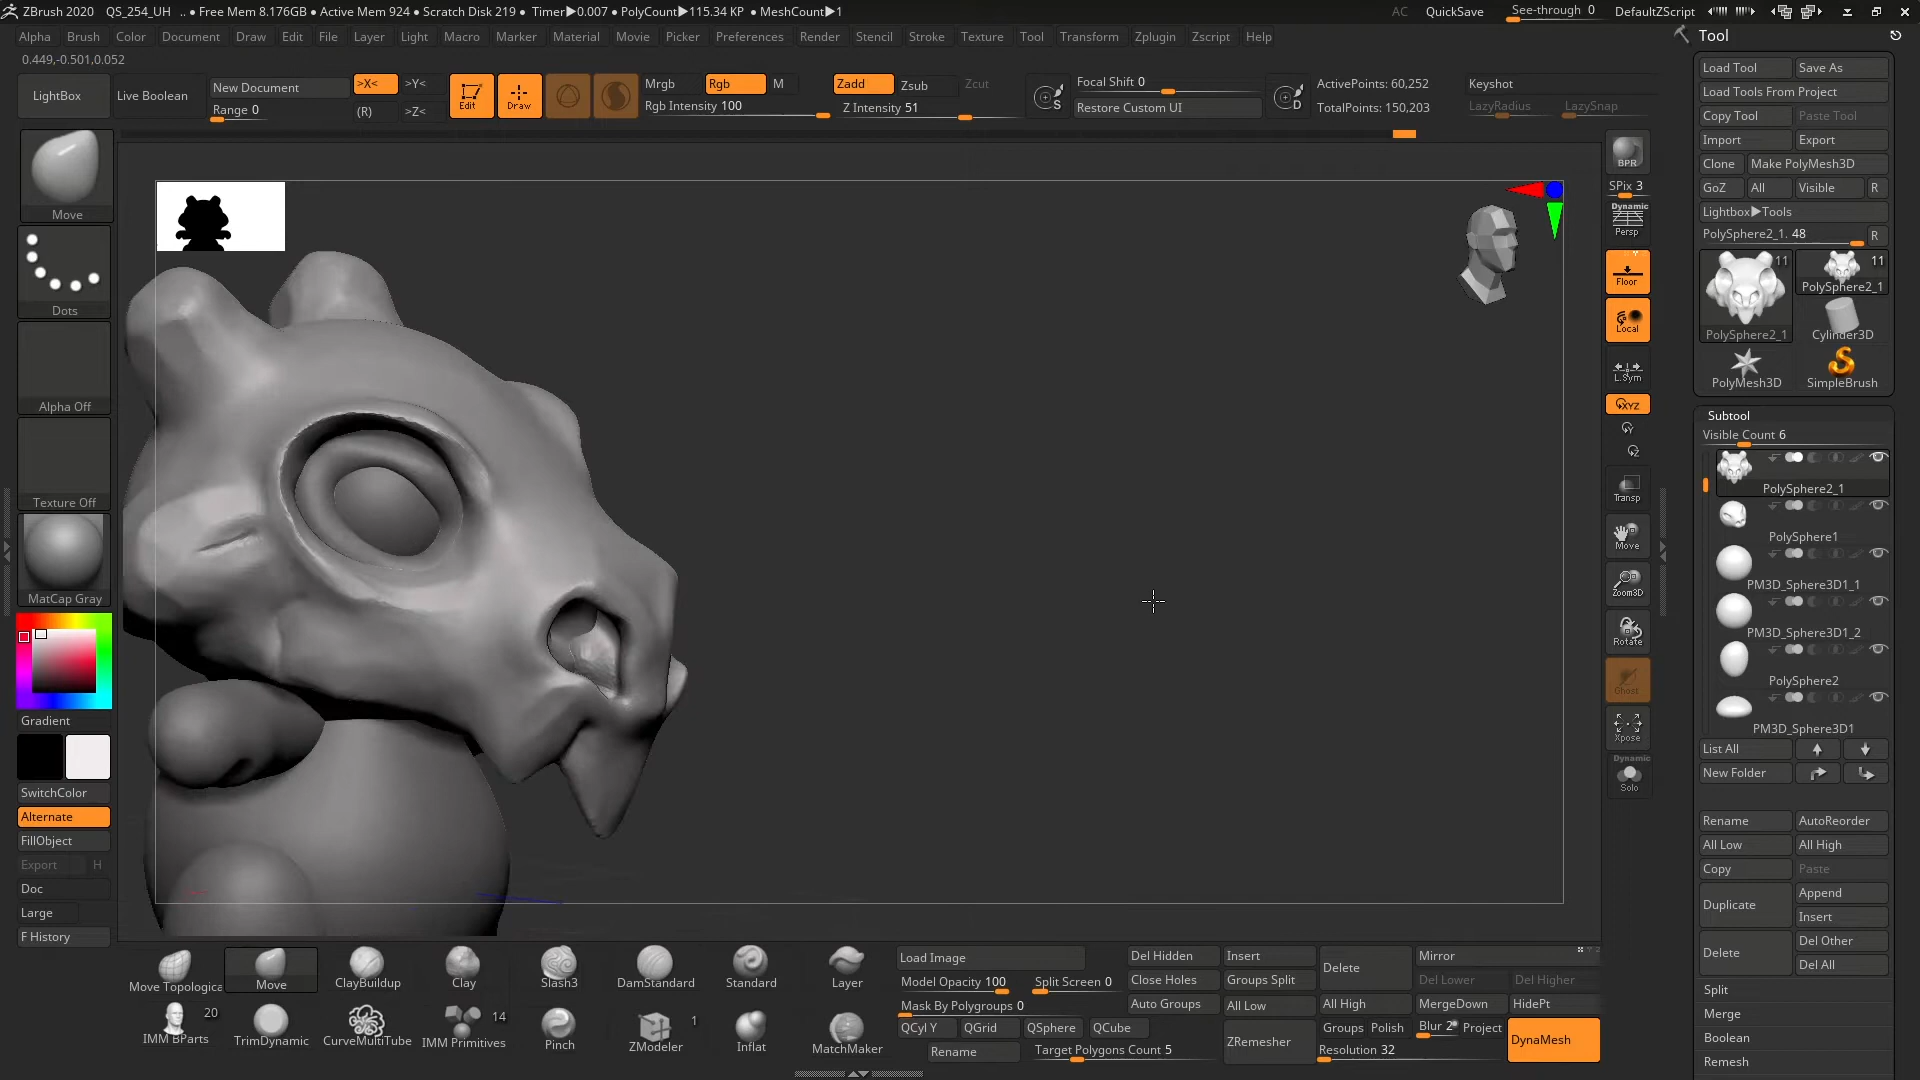 ZBrush 2020 QS_254_UH .. ● Free Mem 8.176GB ● Active Mem 924 ● Scratch Disk 219 ● Timer▶0.007 ● PolyCount▶115.34 KP ● MeshCount▶1 AC QuickSave See-through 0 DefaultZScript
Alpha Brush Color Document Draw Edit File Layer Light Macro Marker Material Movie Picker Preferences Render Stencil Stroke Texture Tool Transform Zplugin Zscript Help
Tool
0.449,-0.501,0.052
LightBox
Live Boolean
New Document
Range 0
>X< >Y<
(R) >Z<
Edit
Draw
Mrgb Rgb M
Rgb Intensity 100
Zadd Zsub Zcut
Z Intensity 51
S
Focal Shift 0
Restore Custom UI
D
ActivePoints: 60,252
TotalPoints: 150,203
Keyshot
LazyRadius LazySnap
Load Tool Save As
Load Tools From Project
Copy Tool Paste Tool
Import Export
Clone Make PolyMesh3D
GoZ All Visible R
Lightbox▶Tools
PolySphere2_1. 48 R
11
PolySphere2_1
11
PolySphere2_1
Cylinder3D
PolyMesh3D
SimpleBrush
Subtool
Visible Count 6
PolySphere2_1
PolySphere1
PM3D_Sphere3D1_1
PM3D_Sphere3D1_2
PolySphere2
PM3D_Sphere3D1
List All
New Folder
Rename AutoReorder
All Low All High
Copy Paste
Duplicate Append
Insert
Delete Del Other
Del All
Split
Merge
Boolean
Remesh
Move
Dots
Alpha Off
Texture Off
MatCap Gray
Gradient
SwitchColor
Alternate
FillObject
Export H
Doc
Large
F History
BPR
SPix 3
Dynamic
Persp
Floor
Local
L.Sym
XYZ
Y
Z
Transp
Move
Zoom3D
Rotate
Ghost
Xpose
Dynamic
Solo
Move Topologica Move ClayBuildup Clay Slash3 DamStandard Standard Layer
20 14 1
IMM BParts TrimDynamic CurveMultiTube IMM Primitives Pinch ZModeler Inflat MatchMaker
Load Image
Model Opacity 100 Split Screen 0
Mask By Polygroups 0
QCyl Y QGrid QSphere QCube
Rename Target Polygons Count 5
Del Hidden Insert
Close Holes Groups Split
Auto Groups All Low
ZRemesher
Delete
All High
Mirror
Del Lower Del Higher
MergeDown HidePt
Groups Polish Blur 2 Project
Resolution 32
DynaMesh